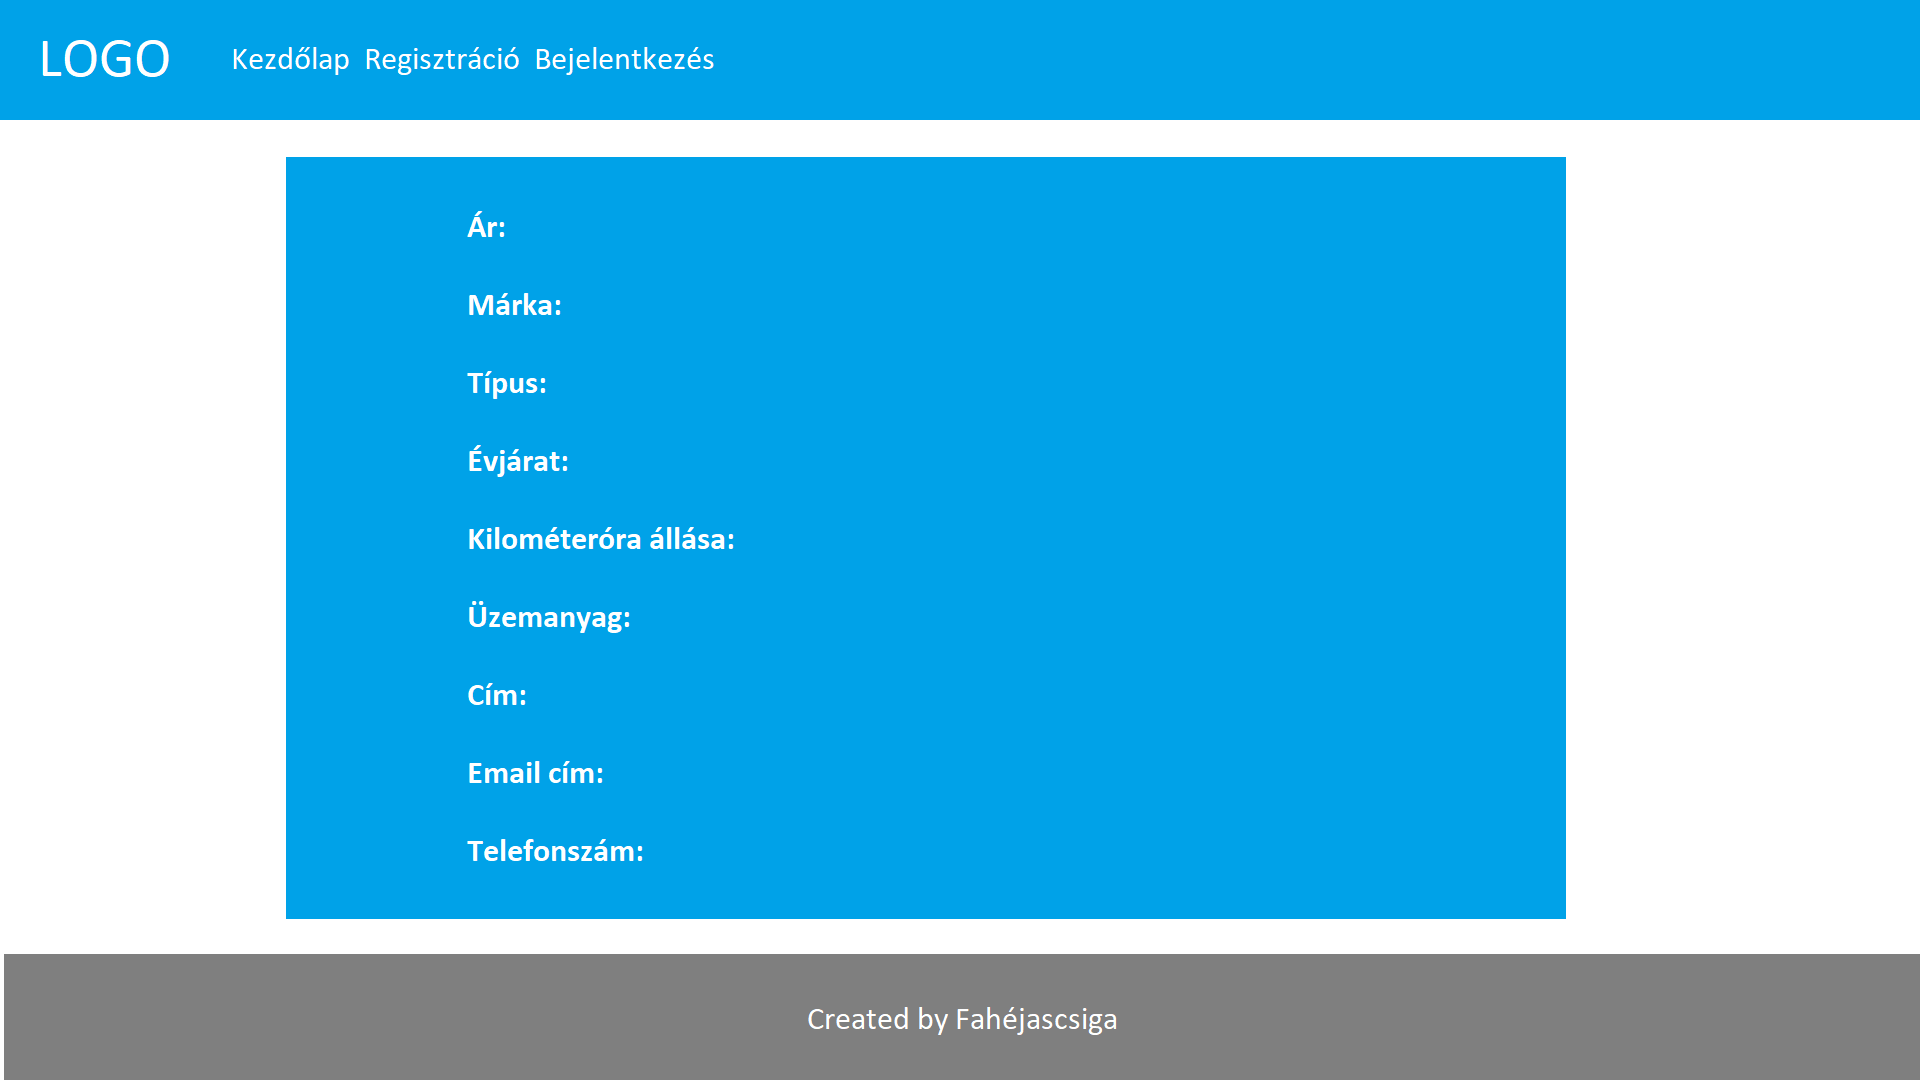 LOGO Kezdőlap Regisztráció Bejelentkezés
Ár:
Márka:
Típus:
Évjárat:
Kilométeróra állása:
Üzemanyag:
Cím:
Email cím:
Telefonszám:
Created by Fahéjascsiga